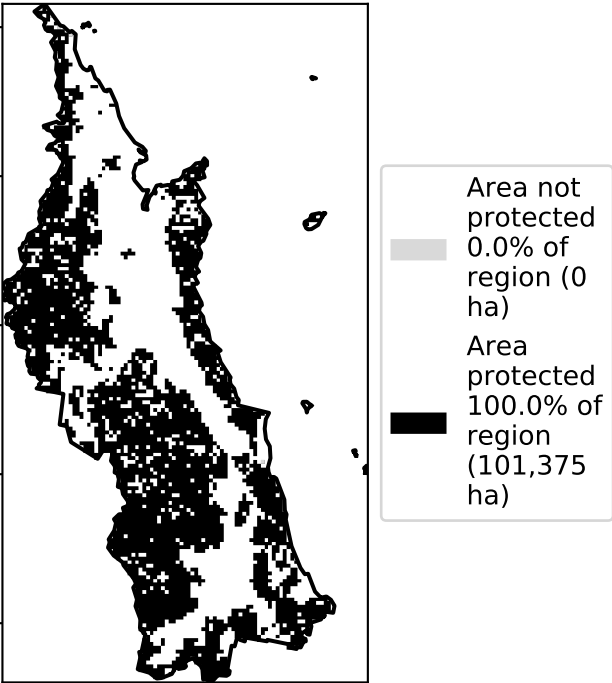 Area not
protected
0.0% of
region (0
ha)
Area
protected
100.0% of
region
(101,375
ha)